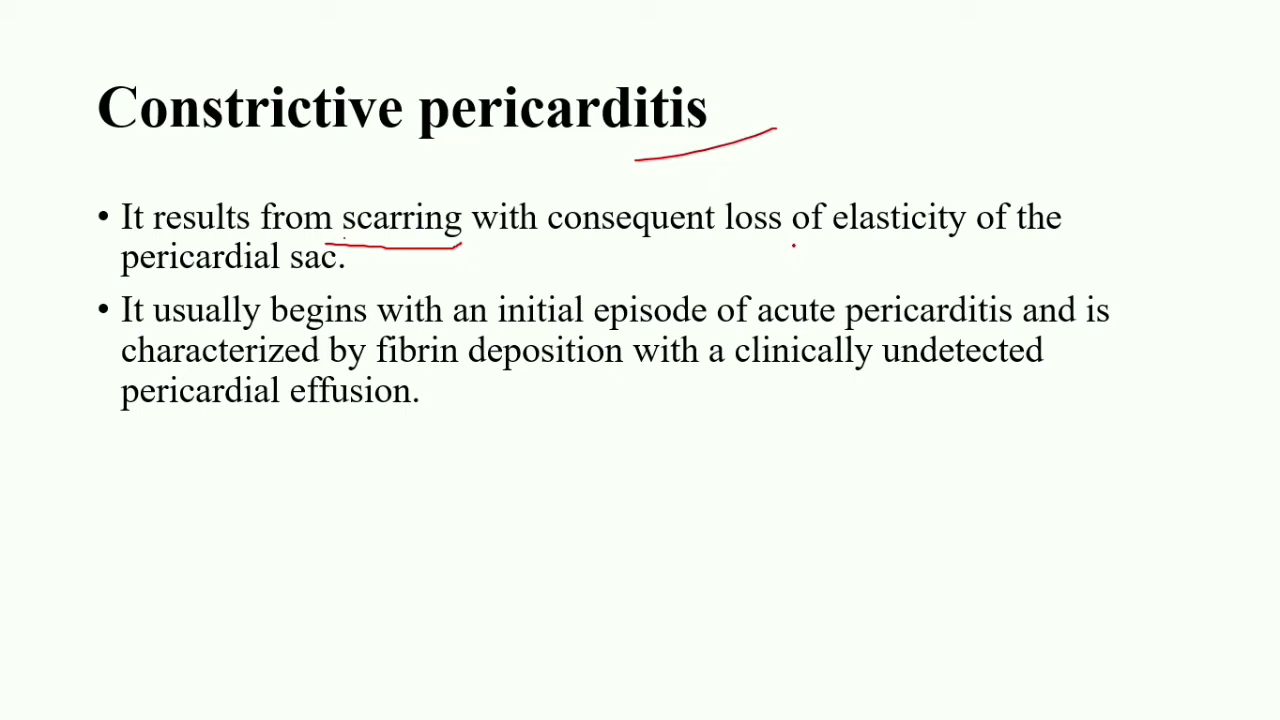 Constrictive pericarditis
• It results from scarring with consequent loss of elasticity of the
pericardial sac.
• It usually begins with an initial episode of acute pericarditis and is
characterized by fibrin deposition with a clinically undetected
pericardial effusion.